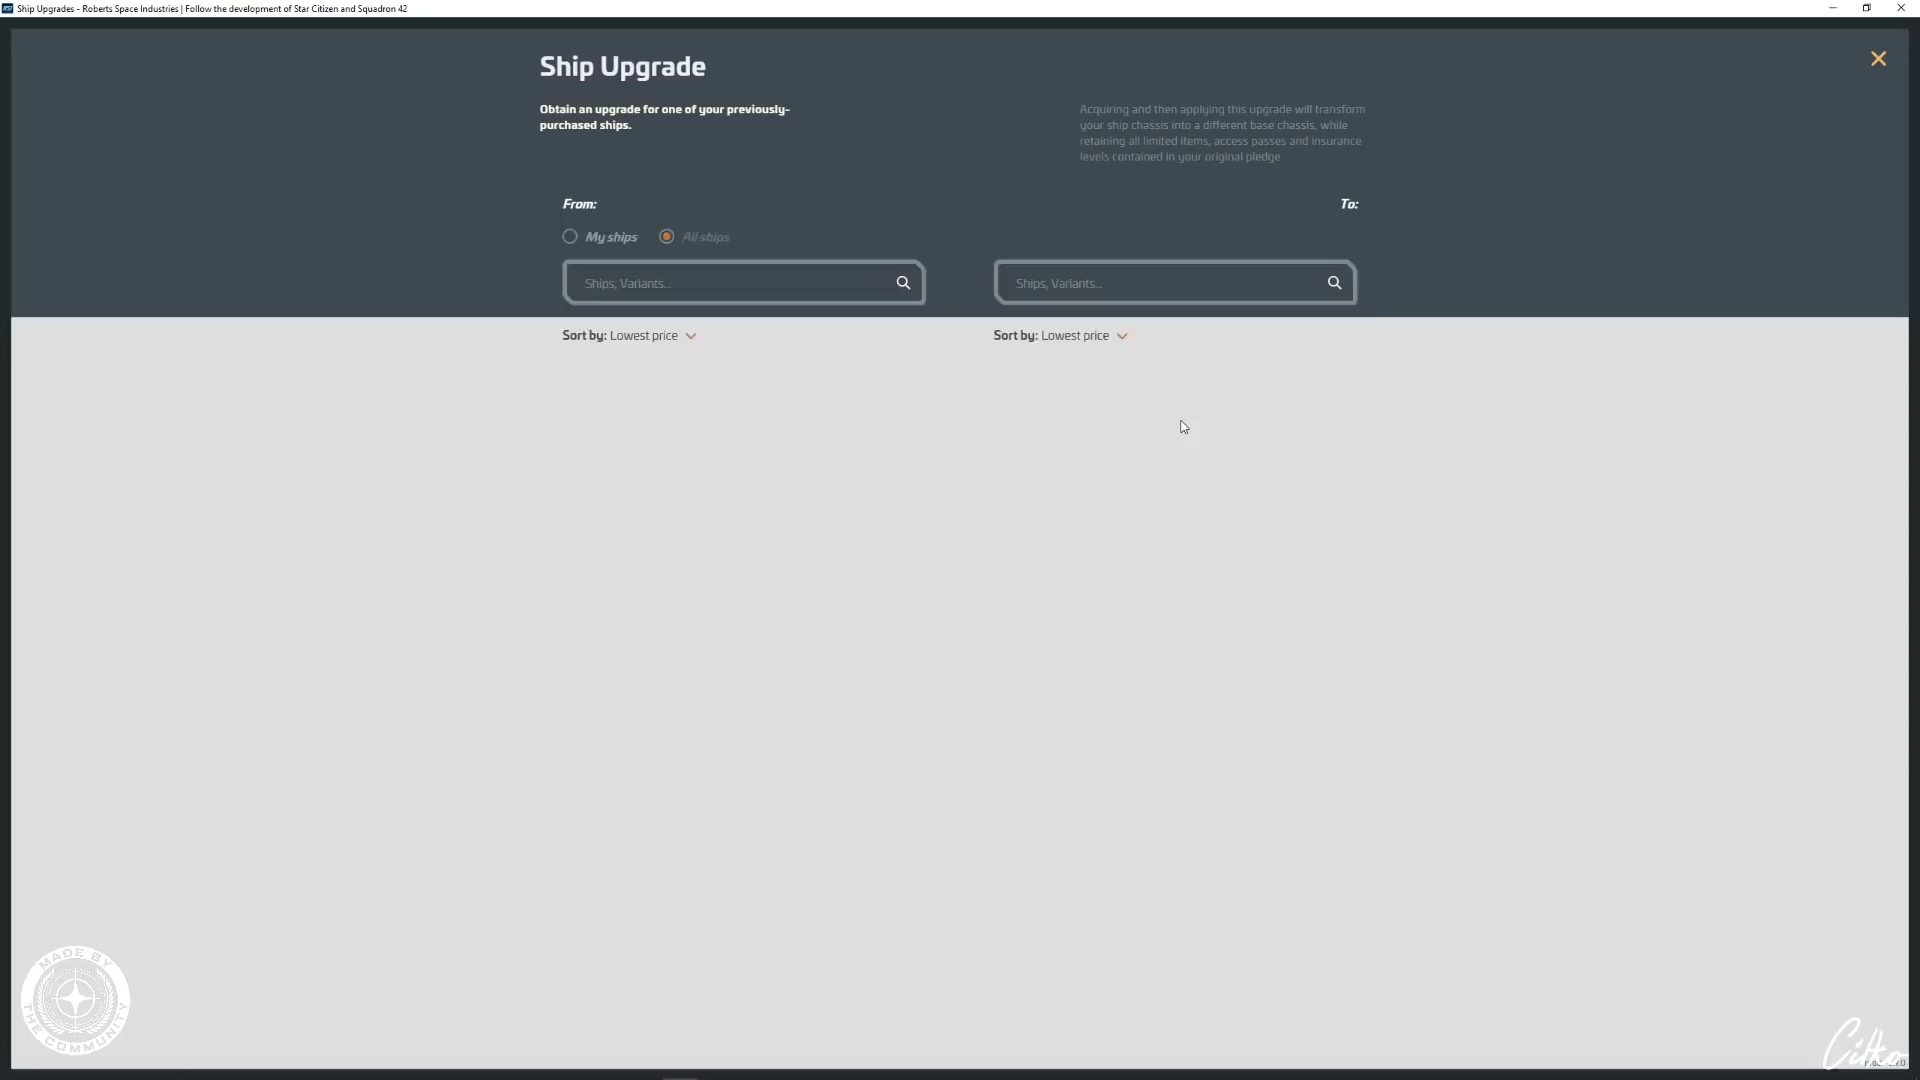 Ship Upgrades - Roberts Space Industries | Follow the development of Star Citizen and Squadron 42
Ship Upgrade
Obtain an upgrade for one of your previously-
purchased ships.
Acquiring and then applying this upgrade will transform
your ship chassis into a different base chassis, while
retaining all limited items, access passes and insurance
levels contained in your original pledge.
From:
To:
My ships
All ships
Ships, Variants...
Ships, Variants...
Sort by: Lowest price
Sort by: Lowest price
MADE BY
THE COMMUNITY